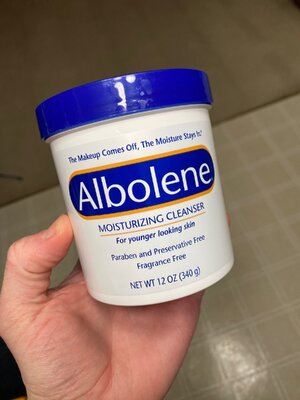 The Makeup Comes Off, The Moisture Stays In.
Albolene
MOISTURIZING CLEANSER
For younger looking skin
Paraben and Preservative Free
Fragrance Free
NET WT 12 OZ (340 g)